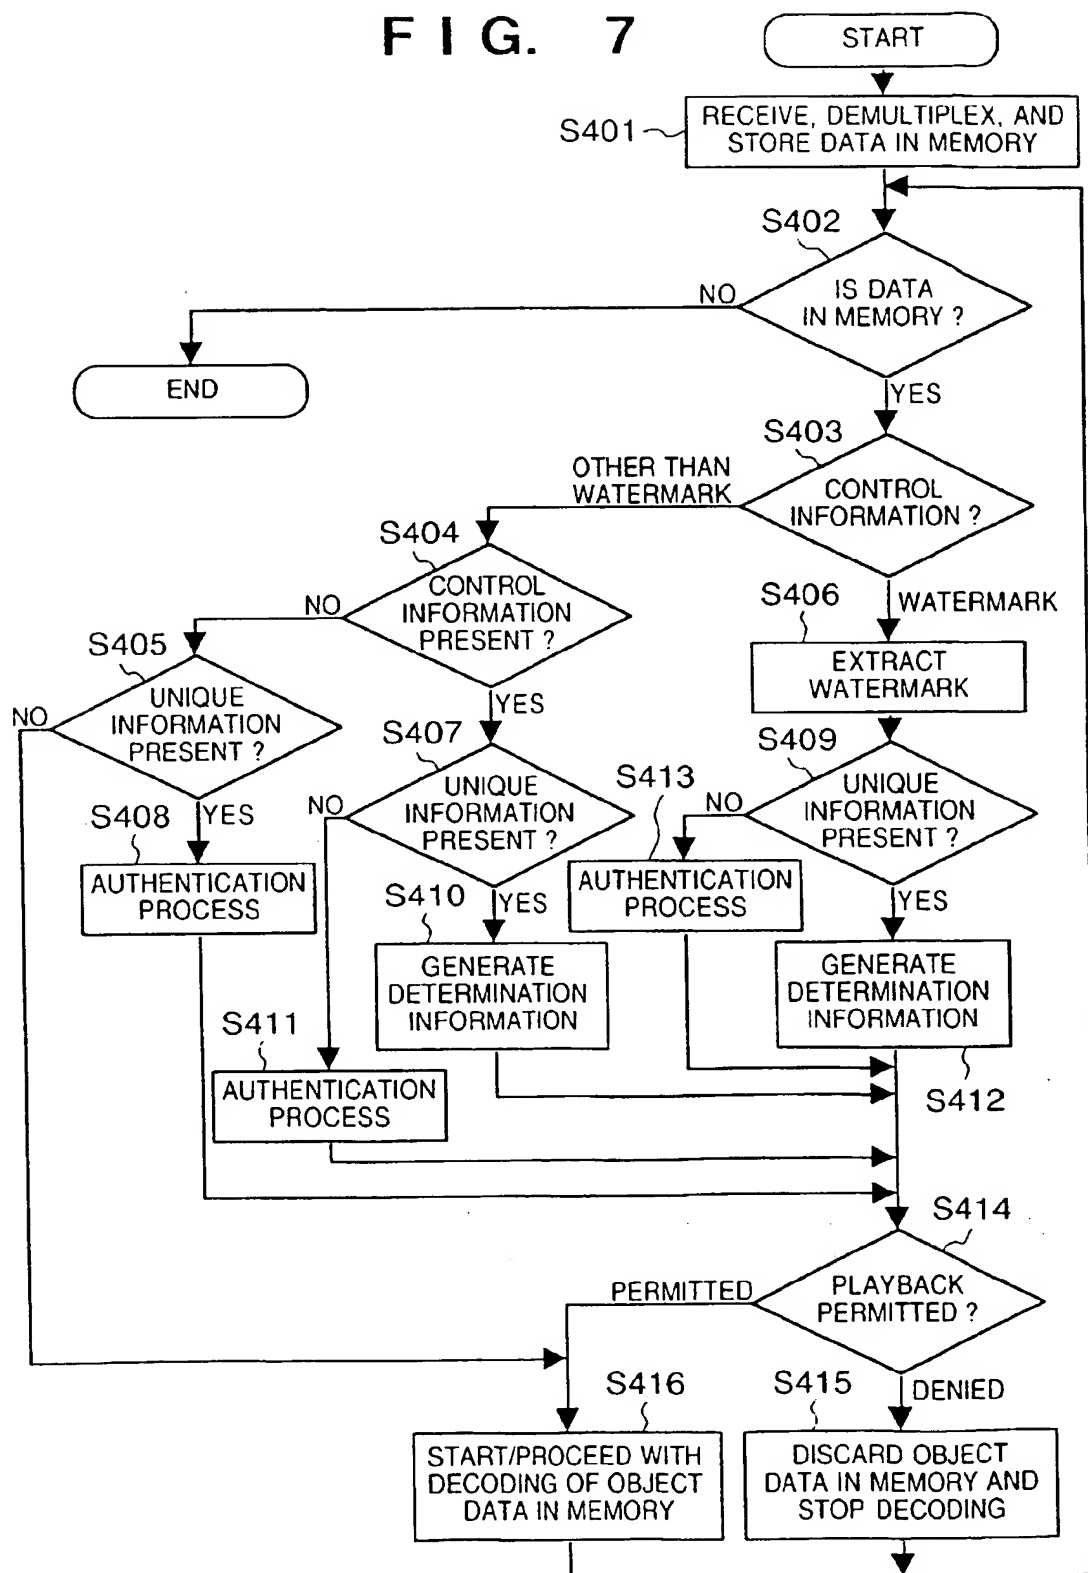 FIG. 7
START
S401
RECEIVE, DEMULTIPLEX, AND
STORE DATA IN MEMORY
S402
NO
IS DATA
IN MEMORY ?
END
YES
S403
OTHER THAN
WATERMARK
CONTROL
INFORMATION ?
S404
CONTROL
INFORMATION
PRESENT ?
NO
S406
WATERMARK
S405
EXTRACT
WATERMARK
UNIQUE
INFORMATION
PRESENT ?
NO
YES
S407
S409
UNIQUE
INFORMATION
PRESENT ?
NO
S413
NO
UNIQUE
INFORMATION
PRESENT ?
S408
YES
AUTHENTICATION
PROCESS
S410
YES
AUTHENTICATION
PROCESS
YES
GENERATE
DETERMINATION
INFORMATION
GENERATE
DETERMINATION
INFORMATION
S411
AUTHENTICATION
PROCESS
S412
S414
PERMITTED
PLAYBACK
PERMITTED ?
S416
S415
DENIED
START/PROCEED WITH
DECODING OF OBJECT
DATA IN MEMORY
DISCARD OBJECT
DATA IN MEMORY AND
STOP DECODING